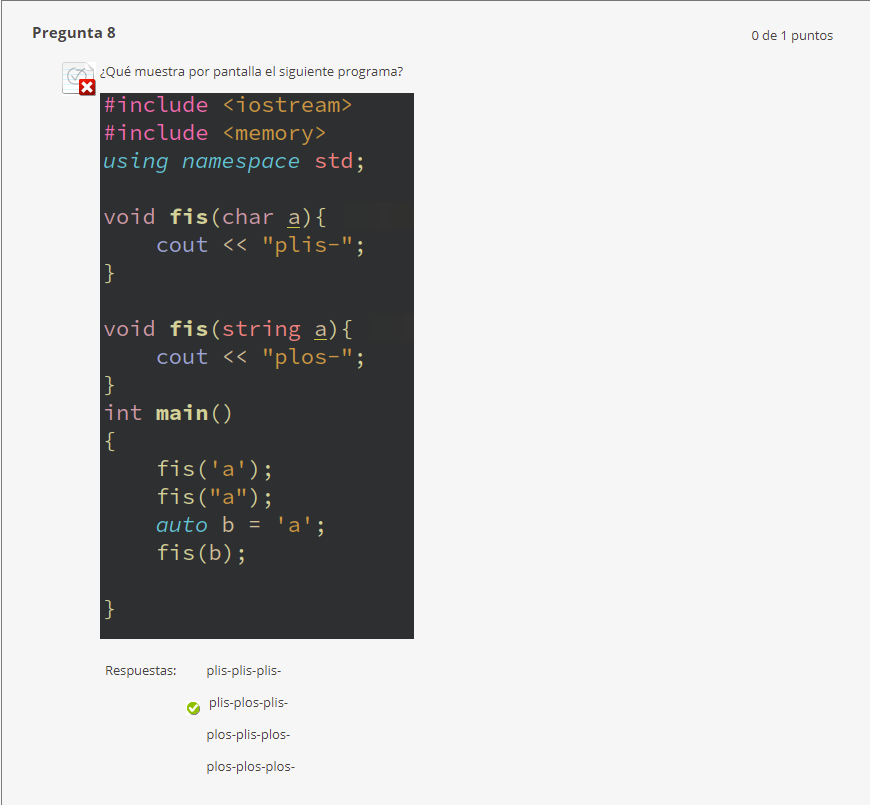 Pregunta 8
0 de 1 puntos
¿Qué muestra por pantalla el siguiente programa?
#include <iostream>
#include <memory>
using namespace std;
void fis(char a){
    cout << "plis-";
}
void fis(string a){
    cout << "plos-";
}
int main()
{
    fis('a');
    fis("a");
    auto b = 'a';
    fis(b);
}
Respuestas: plis-plis-plis-
plis-plos-plis-
plos-plis-plos-
plos-plos-plos-